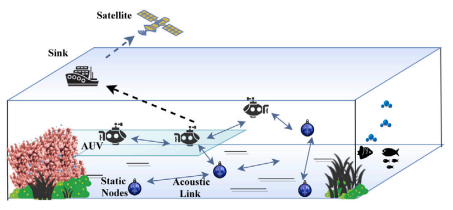 Satellite
Sink
AUV
Static
Nodes
Acoustic
Link